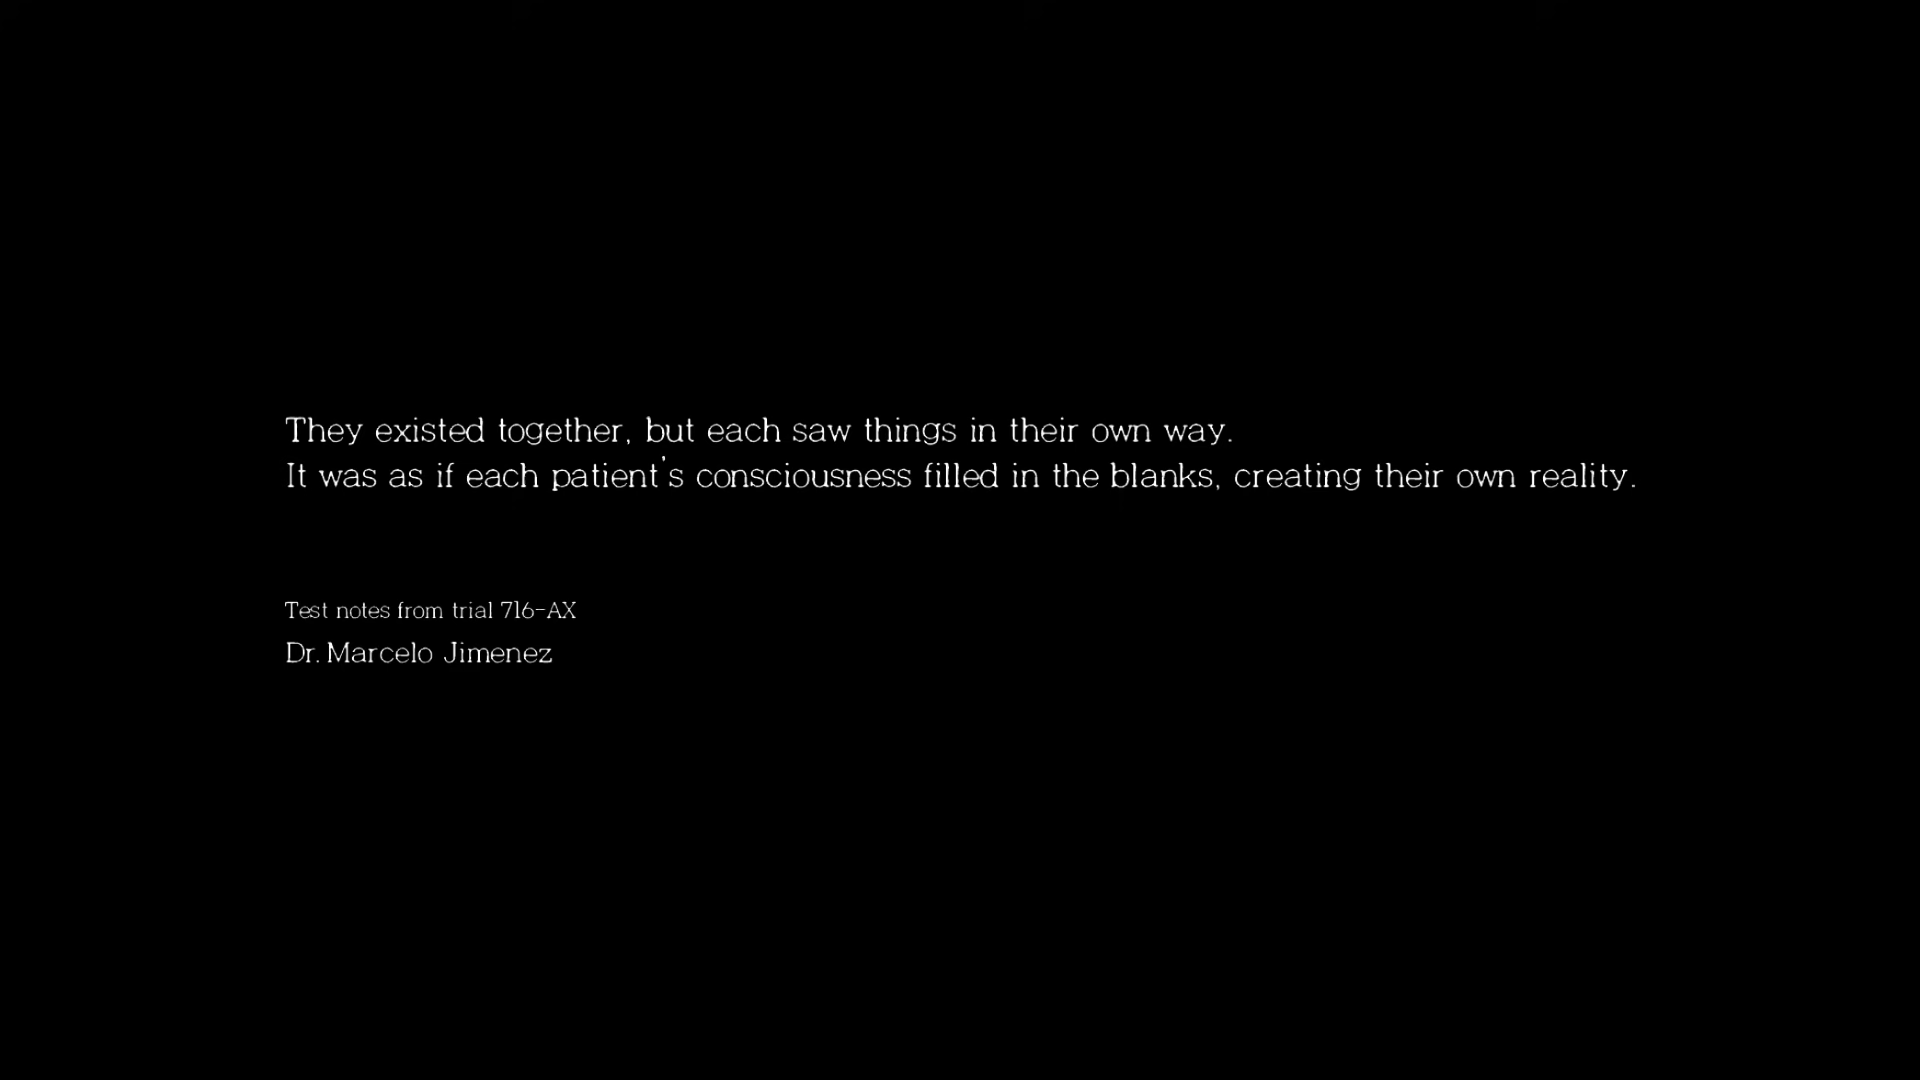 They existed together, but each saw things in their own way.
It was as if each patient's consciousness filled in the blanks, creating their own reality.
Test notes from trial 716-AX
Dr. Marcelo Jimenez